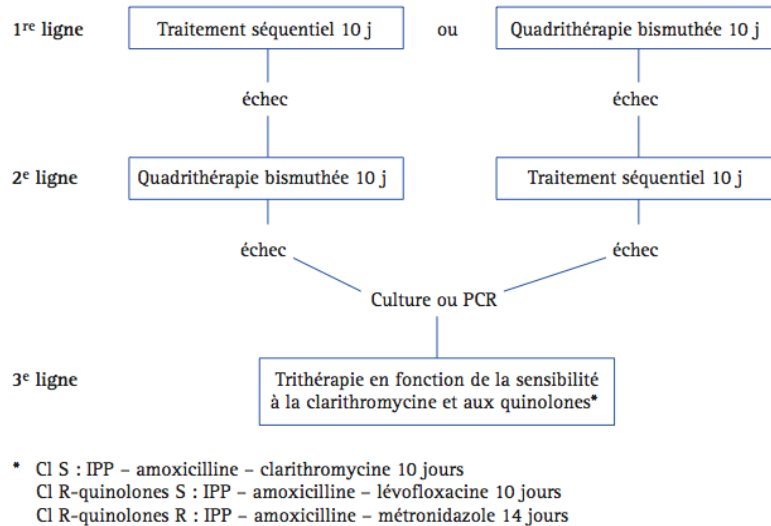 1re ligne Traitement séquentiel 10 j ou Quadrithérapie bismuthée 10 j
échec échec
2e ligne Quadrithérapie bismuthée 10 j Traitement séquentiel 10 j
échec échec
Culture ou PCR
3e ligne Trithérapie en fonction de la sensibilité
à la clarithromycine et aux quinolones*
* Cl S : IPP – amoxicilline – clarithromycine 10 jours
Cl R-quinolones S : IPP – amoxicilline – lévofloxacine 10 jours
Cl R-quinolones R : IPP – amoxicilline – métronidazole 14 jours